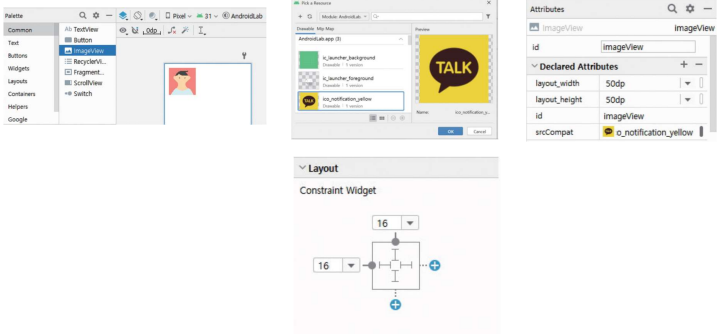 Palette
Common
Text
Buttons
Widgets
Layouts
Containers
Helpers
Google
Ab TextView
Button
ImageView
RecyclerVi...
Fragment...
ScrollView
Switch
Pixel
31
AndroidLab
0dp
Pick a Resource
Module: AndroidLab
Drawable Mip Map
AndroidLab.app (3)
ic_launcher_background
Drawable | 1 version
ic_launcher_foreground
Drawable | 1 version
ico_notification_yellow
Drawable | 1 version
Preview
TALK
TALK
Name: ico_notification_y...
OK Cancel
Attributes
ImageView imageView
id imageView
Declared Attributes
layout_width 50dp
layout_height 50dp
id imageView
srcCompat o_notification_yellow
Layout
Constraint Widget
16
16